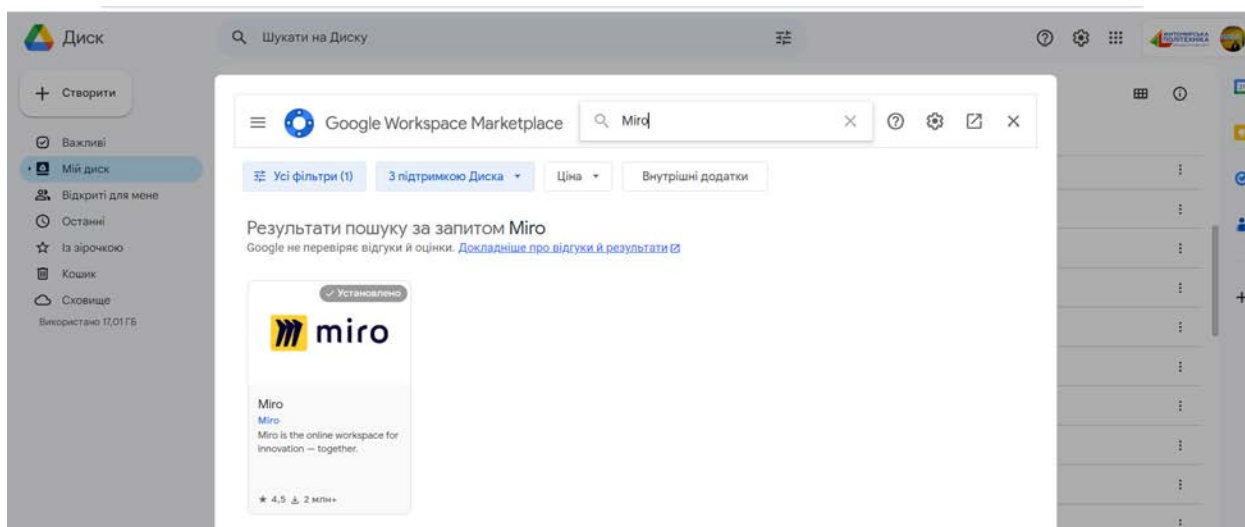 Диск
Шукати на Диску
ЖИТОМИРСЬКА
ПОЛІТЕХНІКА
Створити
Важливі
Мій диск
Відкриті для мене
Останні
Із зірочкою
Кошик
Сховище
Використано 17,01 ГБ
Google Workspace Marketplace
Miro
Усі фільтри (1)
З підтримкою Диска
Ціна
Внутрішні додатки
Результати пошуку за запитом Miro
Google не перевіряє відгуки й оцінки. Докладніше про відгуки й результати
Установлено
miro
Miro
Miro
Miro is the online workspace for
innovation — together.
4,5 2 млн+